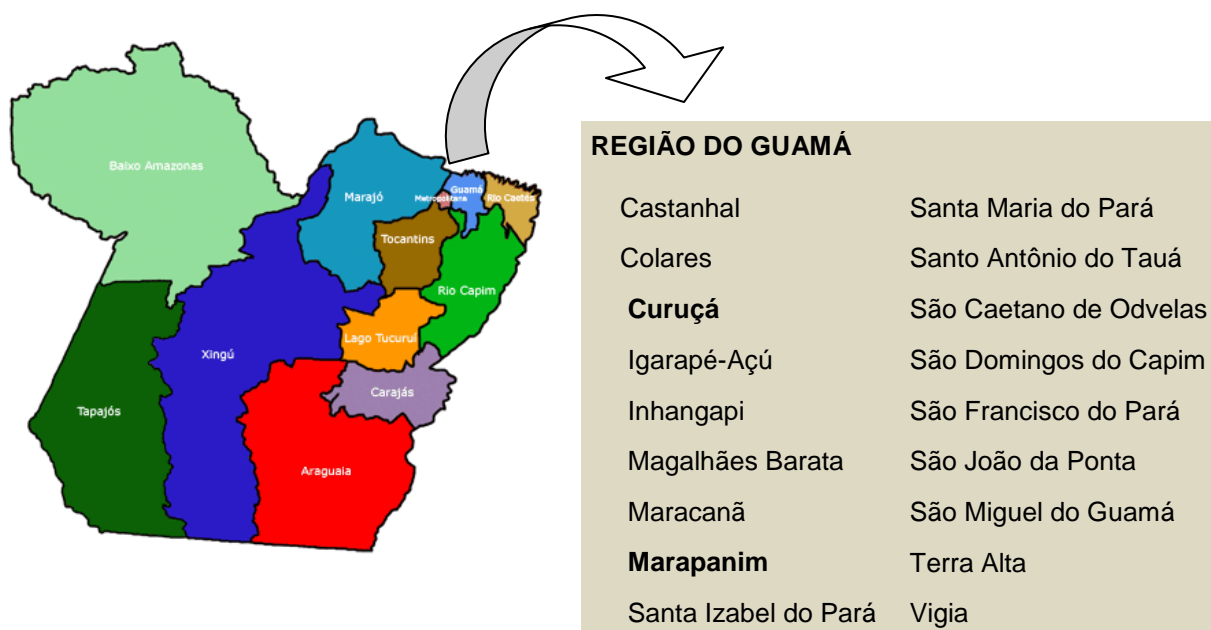 Baixo Amazonas
Marajó
Metropolitana
Guamá
Rio Caetés
Tocantins
Rio Capim
Lago Tucuruí
Xingú
Carajás
Tapajós
Araguaia
REGIÃO DO GUAMÁ
Castanhal Santa Maria do Pará
Colares Santo Antônio do Tauá
Curuçá São Caetano de Odvelas
Igarapé-Açú São Domingos do Capim
Inhangapi São Francisco do Pará
Magalhães Barata São João da Ponta
Maracanã São Miguel do Guamá
Marapanim Terra Alta
Santa Izabel do Pará Vigia